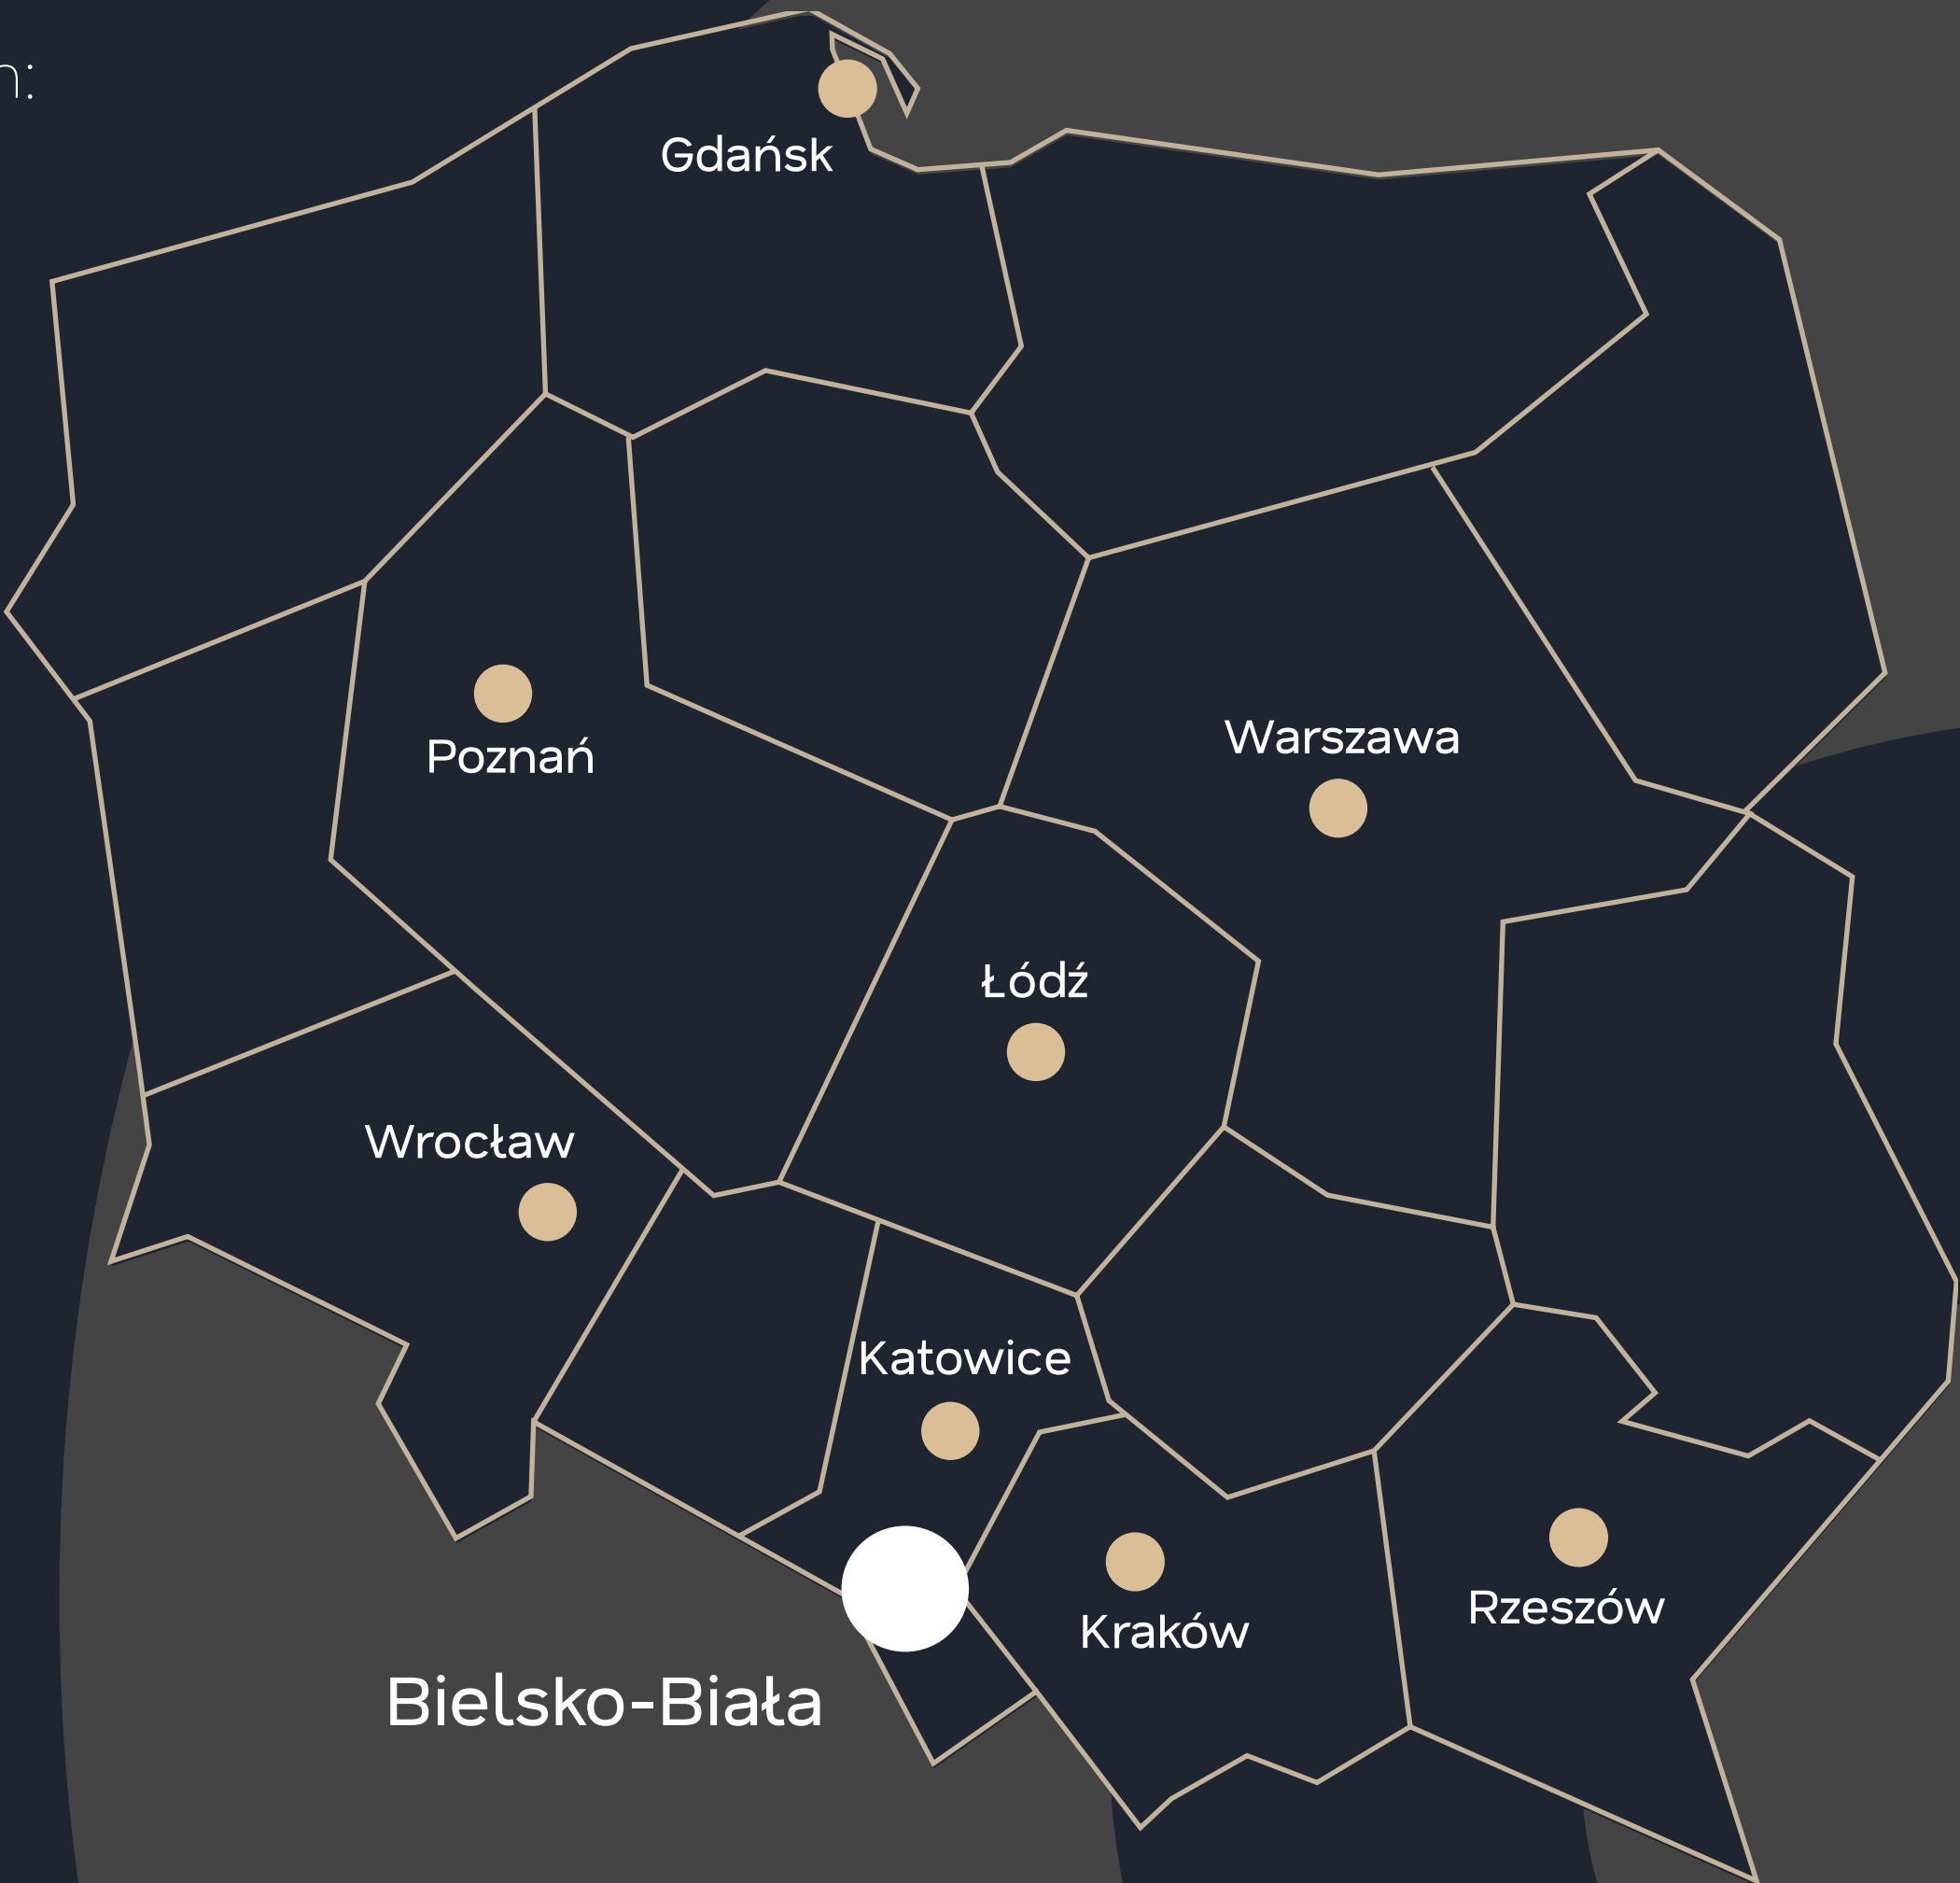 n:
Gdańsk
Warszawa
Poznań
Łódź
Wrocław
Katowice
Rzeszów
Kraków
Bielsko-Biała